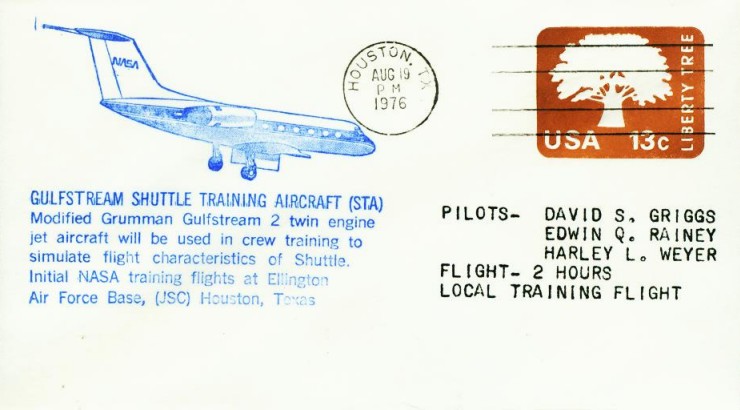 NASA
HOUSTON, TX
AUG 19
PM
1976
USA 13c
LIBERTY TREE
GULFSTREAM SHUTTLE TRAINING AIRCRAFT (STA)
Modified Grumman Gulfstream 2 twin engine
jet aircraft will be used in crew training to
simulate flight characteristics of Shuttle.
Initial NASA training flights at Ellington
Air Force Base, (JSC) Houston, Texas
PILOTS- DAVID S. GRIGGS
EDWIN Q. RAINEY
HARLEY L. WEYER
FLIGHT- 2 HOURS
LOCAL TRAINING FLIGHT